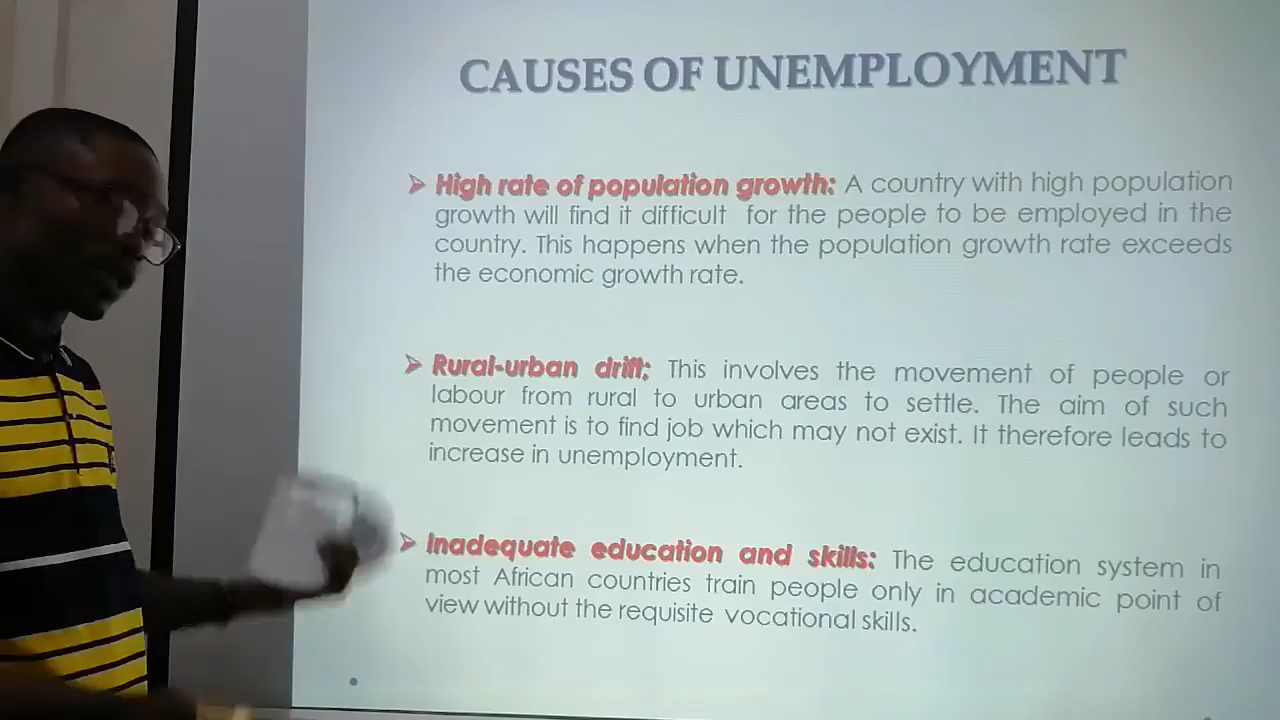 CAUSES OF UNEMPLOYMENT
➢ High rate of population growth: A country with high population
growth will find it difficult for the people to be employed in the
country. This happens when the population growth rate exceeds
the economic growth rate.
➢ Rural-urban drift: This involves the movement of people or
labour from rural to urban areas to settle. The aim of such
movement is to find job which may not exist. It therefore leads to
increase in unemployment.
➢ Inadequate education and skills: The education system in
most African countries train people only in academic point of
view without the requisite vocational skills.